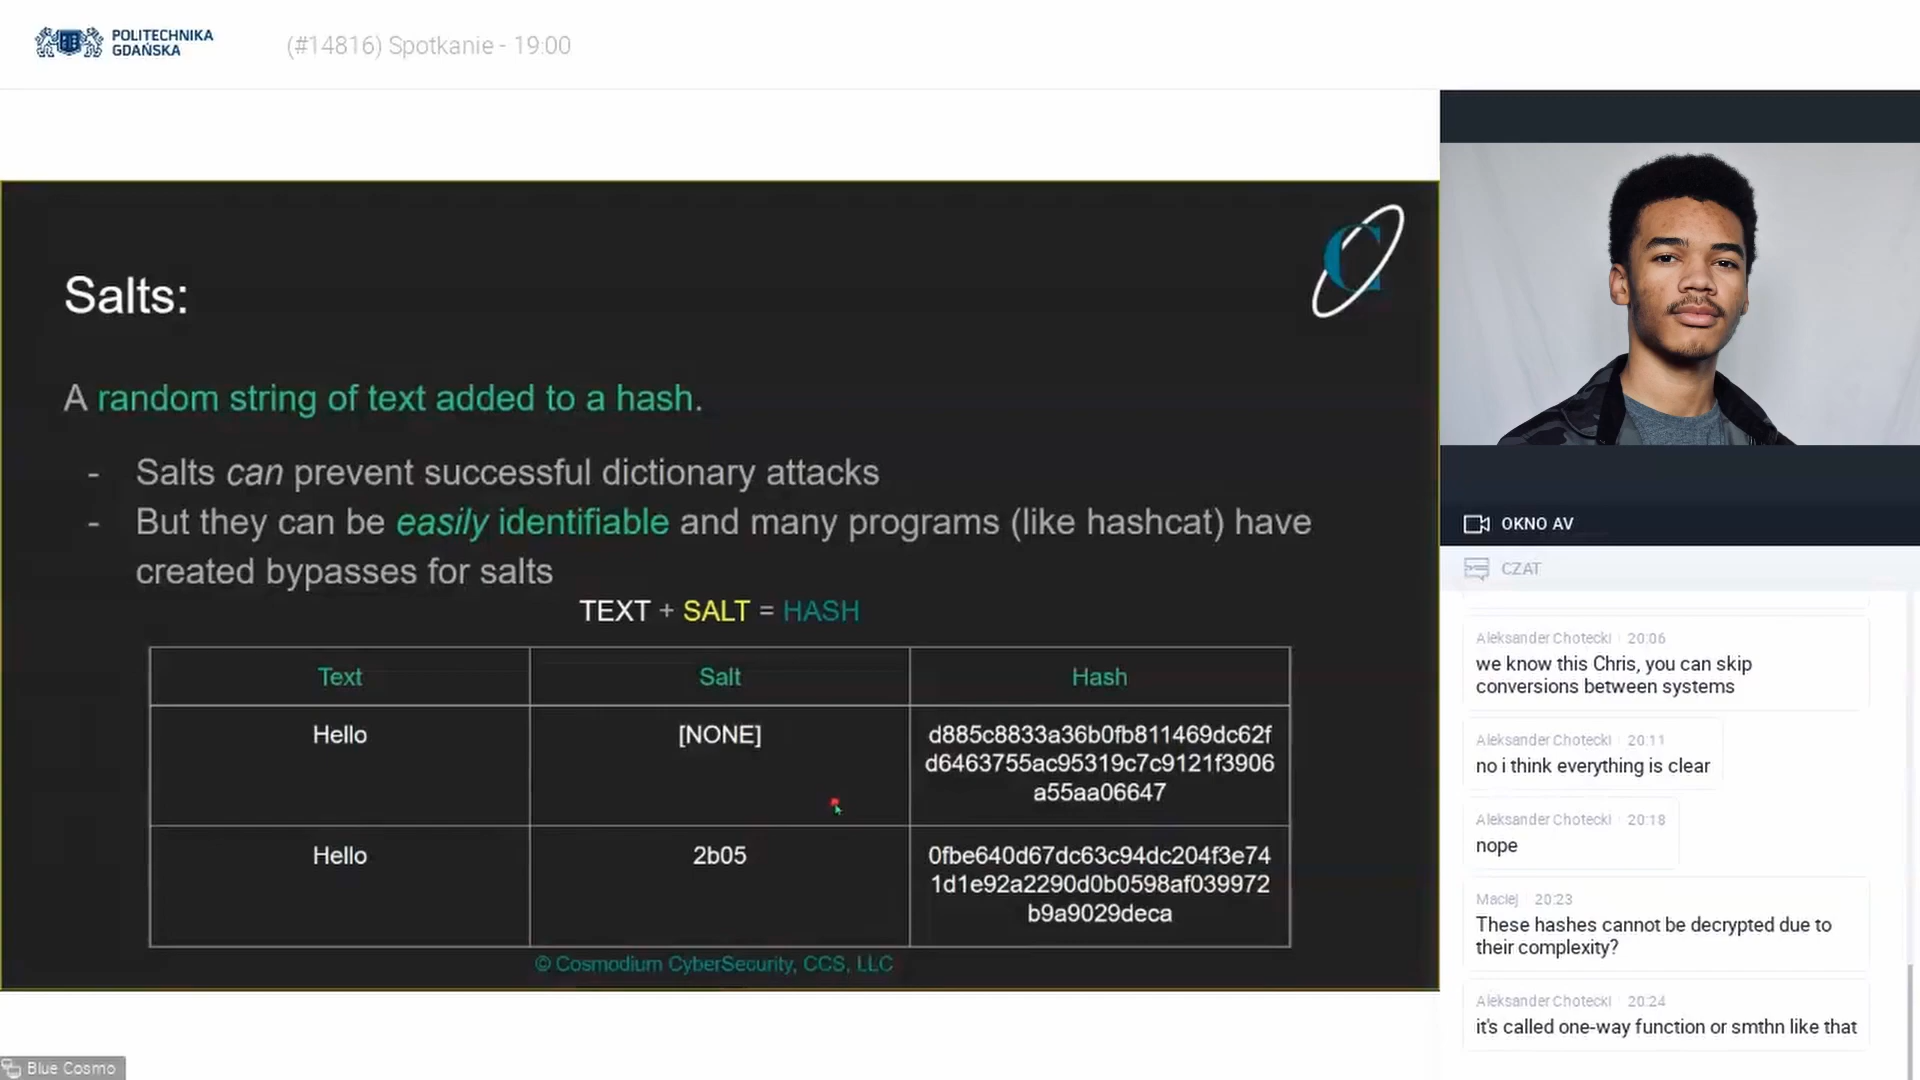 POLITECHNIKA
GDAŃSKA
(#14816) Spotkanie - 19:00
Salts:
A random string of text added to a hash.
- Salts can prevent successful dictionary attacks
- But they can be easily identifiable and many programs (like hashcat) have
created bypasses for salts
TEXT + SALT = HASH
Text Salt Hash
Hello [NONE] d885c8833a36b0fb811469dc62f
d6463755ac95319c7c9121f3906
a55aa06647
Hello 2b05 0fbe640d67dc63c94dc204f3e74
1d1e92a2290d0b0598af039972
b9a9029deca
© Cosmodium CyberSecurity, CCS, LLC
Blue Cosmo
OKNO AV
CZAT
Aleksander Chotecki 20:06
we know this Chris, you can skip
conversions between systems
Aleksander Chotecki 20:11
no i think everything is clear
Aleksander Chotecki 20:18
nope
Maciej 20:23
These hashes cannot be decrypted due to
their complexity?
Aleksander Chotecki 20:24
it's called one-way function or smthn like that